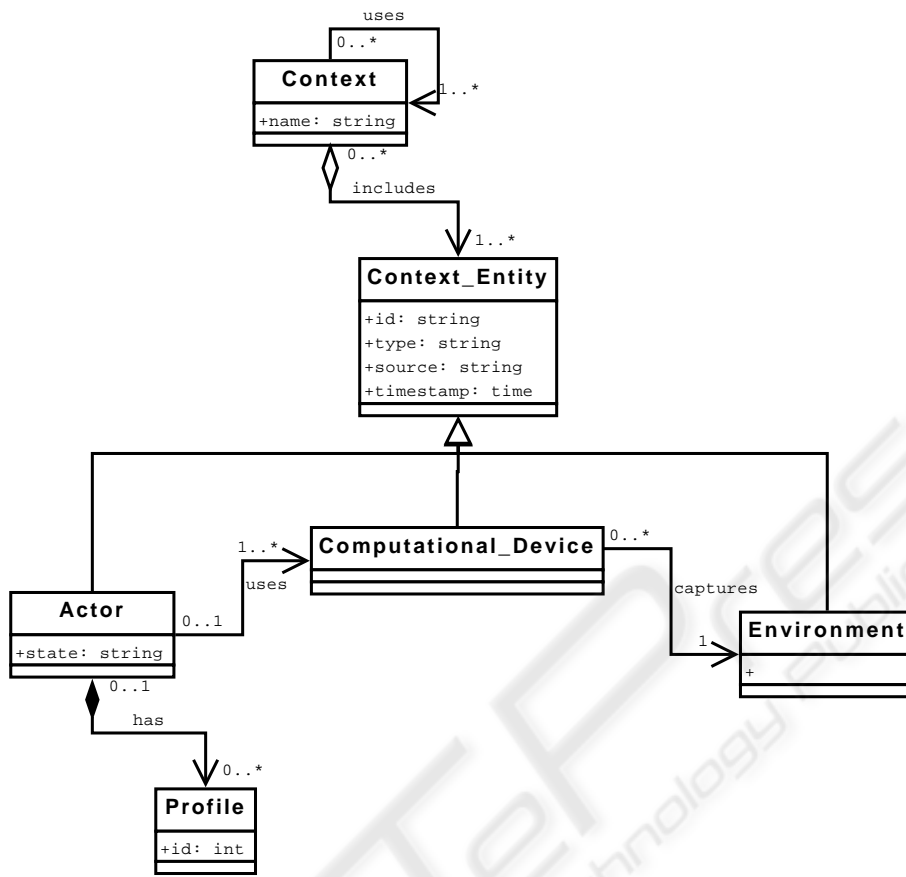 uses
0..*
Context
1..*
+name: string
0..*
includes
1..*
Context_Entity
+id: string
+type: string
+source: string
+timestamp: time
Computational_Device
1..*
0..*
uses
captures
Actor
0..1
+state: string
Environment
1
+
0..1
has
0..*
Profile
+id: int